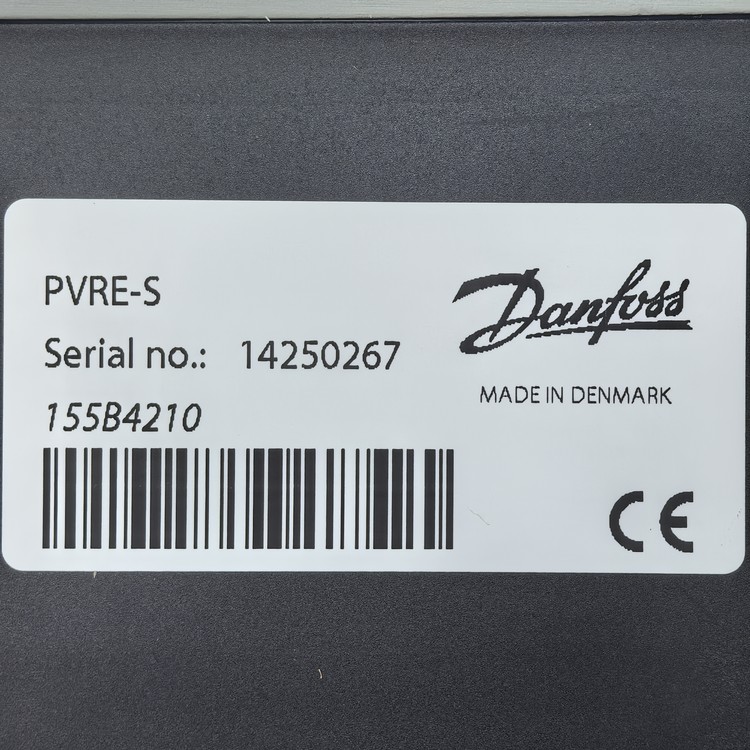 PVRE-S
Serial no.: 14250267
155B4210
Danfoss
MADE IN DENMARK
CE